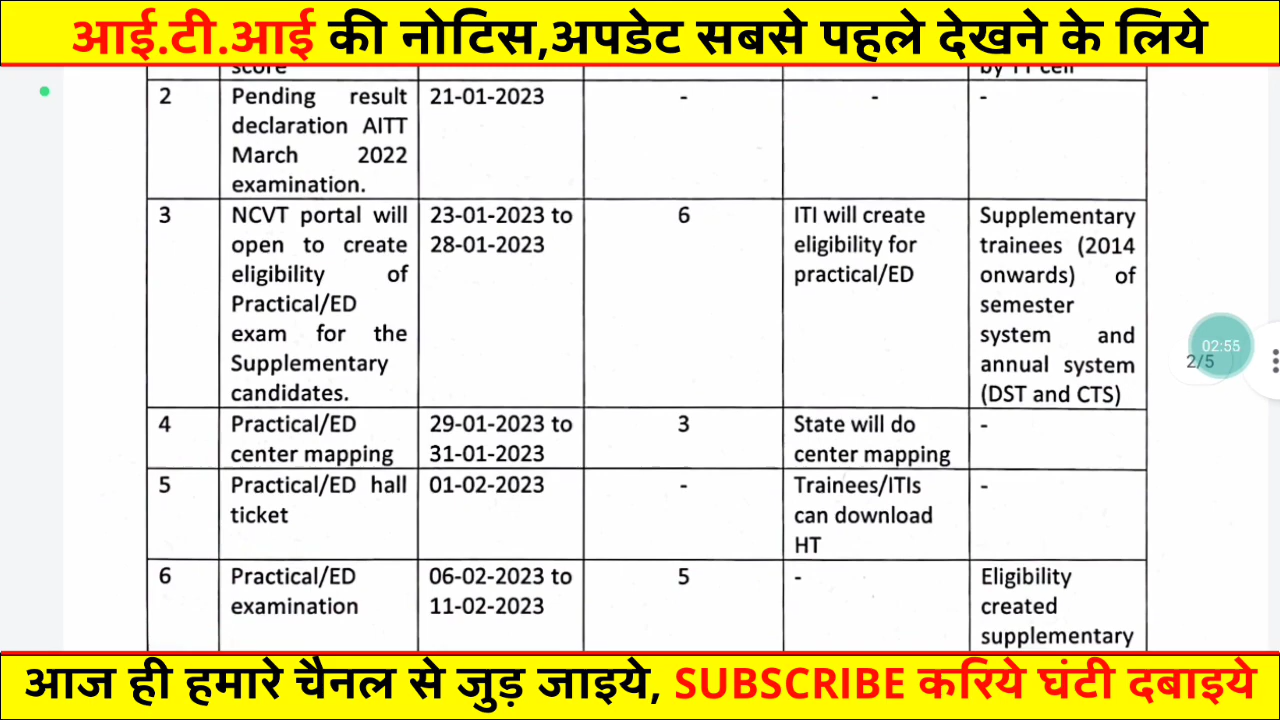 आई.टी.आई की नोटिस,अपडेट सबसे पहले देखने के लिये
score
by TT cell
2 Pending result 21-01-2023 - - -
declaration AITT
March 2022
examination.
3 NCVT portal will 23-01-2023 to 6 ITI will create Supplementary
open to create 28-01-2023 eligibility for trainees (2014
eligibility of practical/ED onwards) of
Practical/ED semester
exam for the system and
Supplementary annual system
candidates. (DST and CTS)
02:55
2/5
4 Practical/ED 29-01-2023 to 3 State will do -
center mapping 31-01-2023 center mapping
5 Practical/ED hall 01-02-2023 - Trainees/ITIs -
ticket can download
HT
6 Practical/ED 06-02-2023 to 5 - Eligibility
examination 11-02-2023 created
supplementary
आज ही हमारे चैनल से जुड़ जाइये, SUBSCRIBE करिये घंटी दबाइये